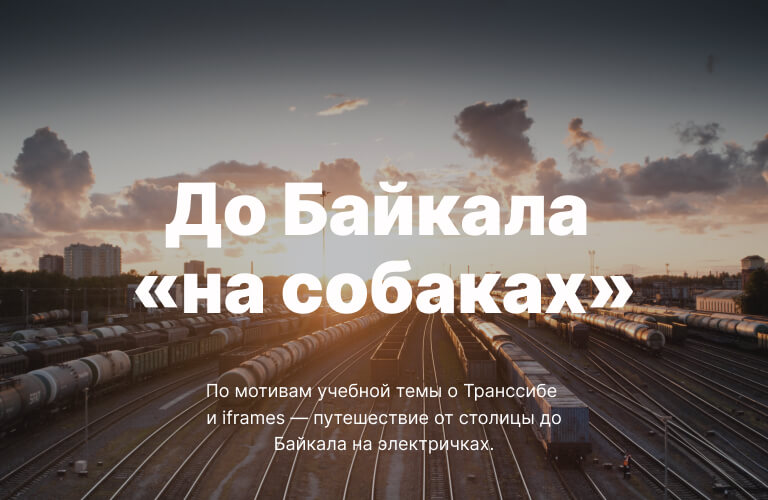 До Байкала
«на собаках»
По мотивам учебной темы о Транссибе
и iframes — путешествие от столицы до
Байкала на электричках.